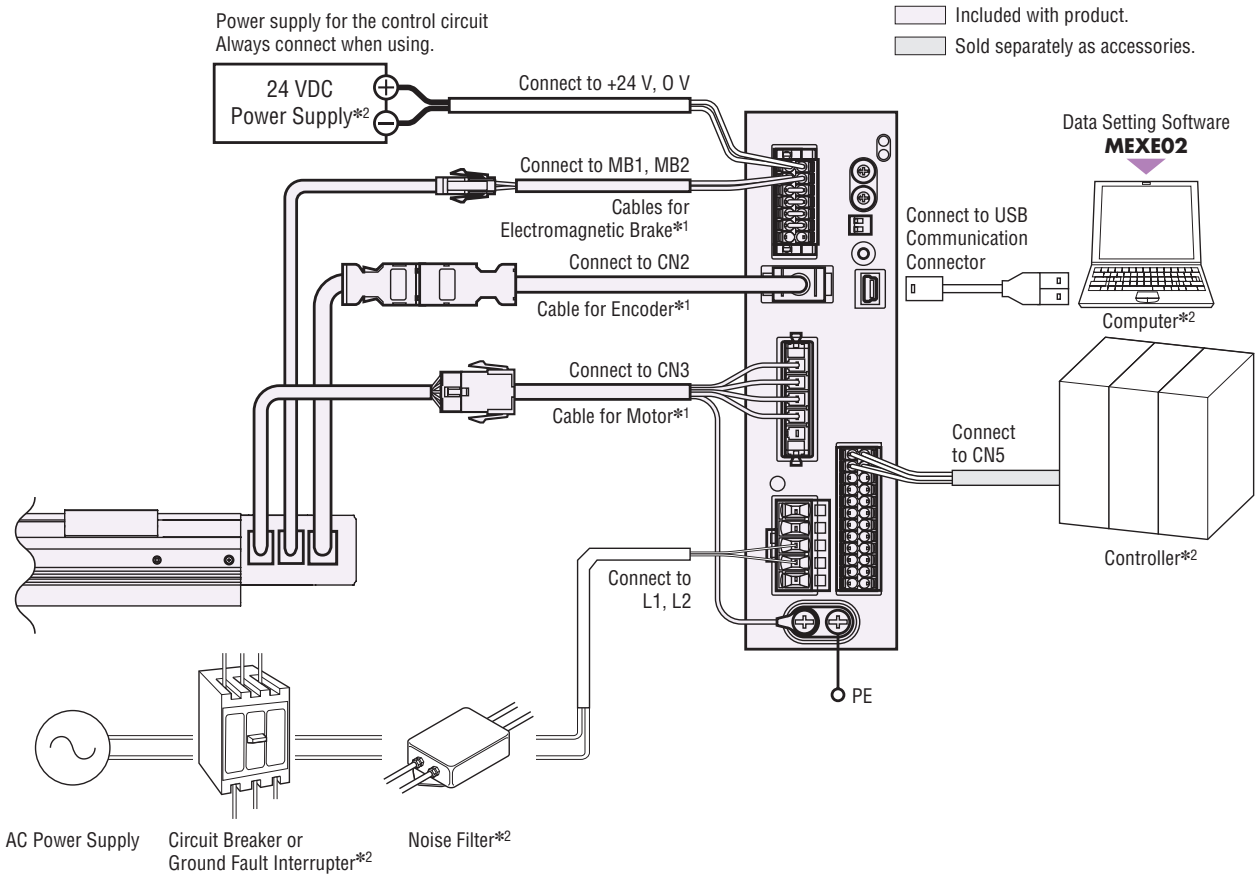 Power supply for the control circuit
Always connect when using.
Included with product.
Sold separately as accessories.
24 VDC
Power Supply*2
Connect to +24 V, 0 V
Connect to MB1, MB2
Cables for
Electromagnetic Brake*1
Connect to CN2
Cable for Encoder*1
Connect to CN3
Cable for Motor*1
Data Setting Software
MEXE02
Connect to USB
Communication
Connector
Computer*2
Connect
to CN5
Controller*2
Connect to
L1, L2
PE
AC Power Supply
Circuit Breaker or
Ground Fault Interrupter*2
Noise Filter*2